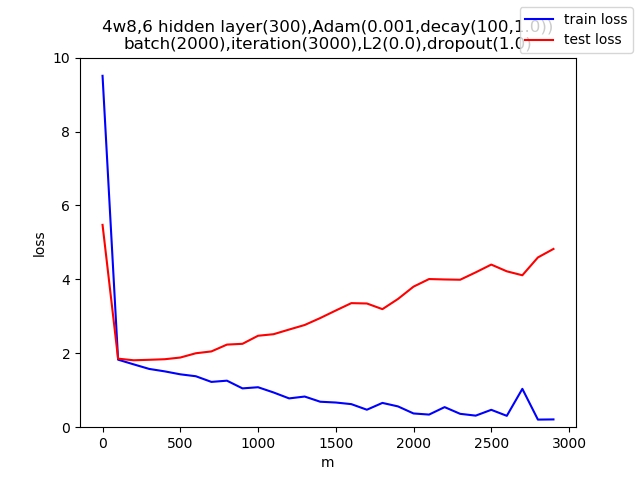 4w8,6 hidden layer(300),Adam(0.001,decay(100,1.0))
batch(2000),iteration(3000),L2(0.0),dropout(1.0)
train loss
test loss
10
8
6
4
2
0
loss
0 500 1000 1500 2000 2500 3000
m